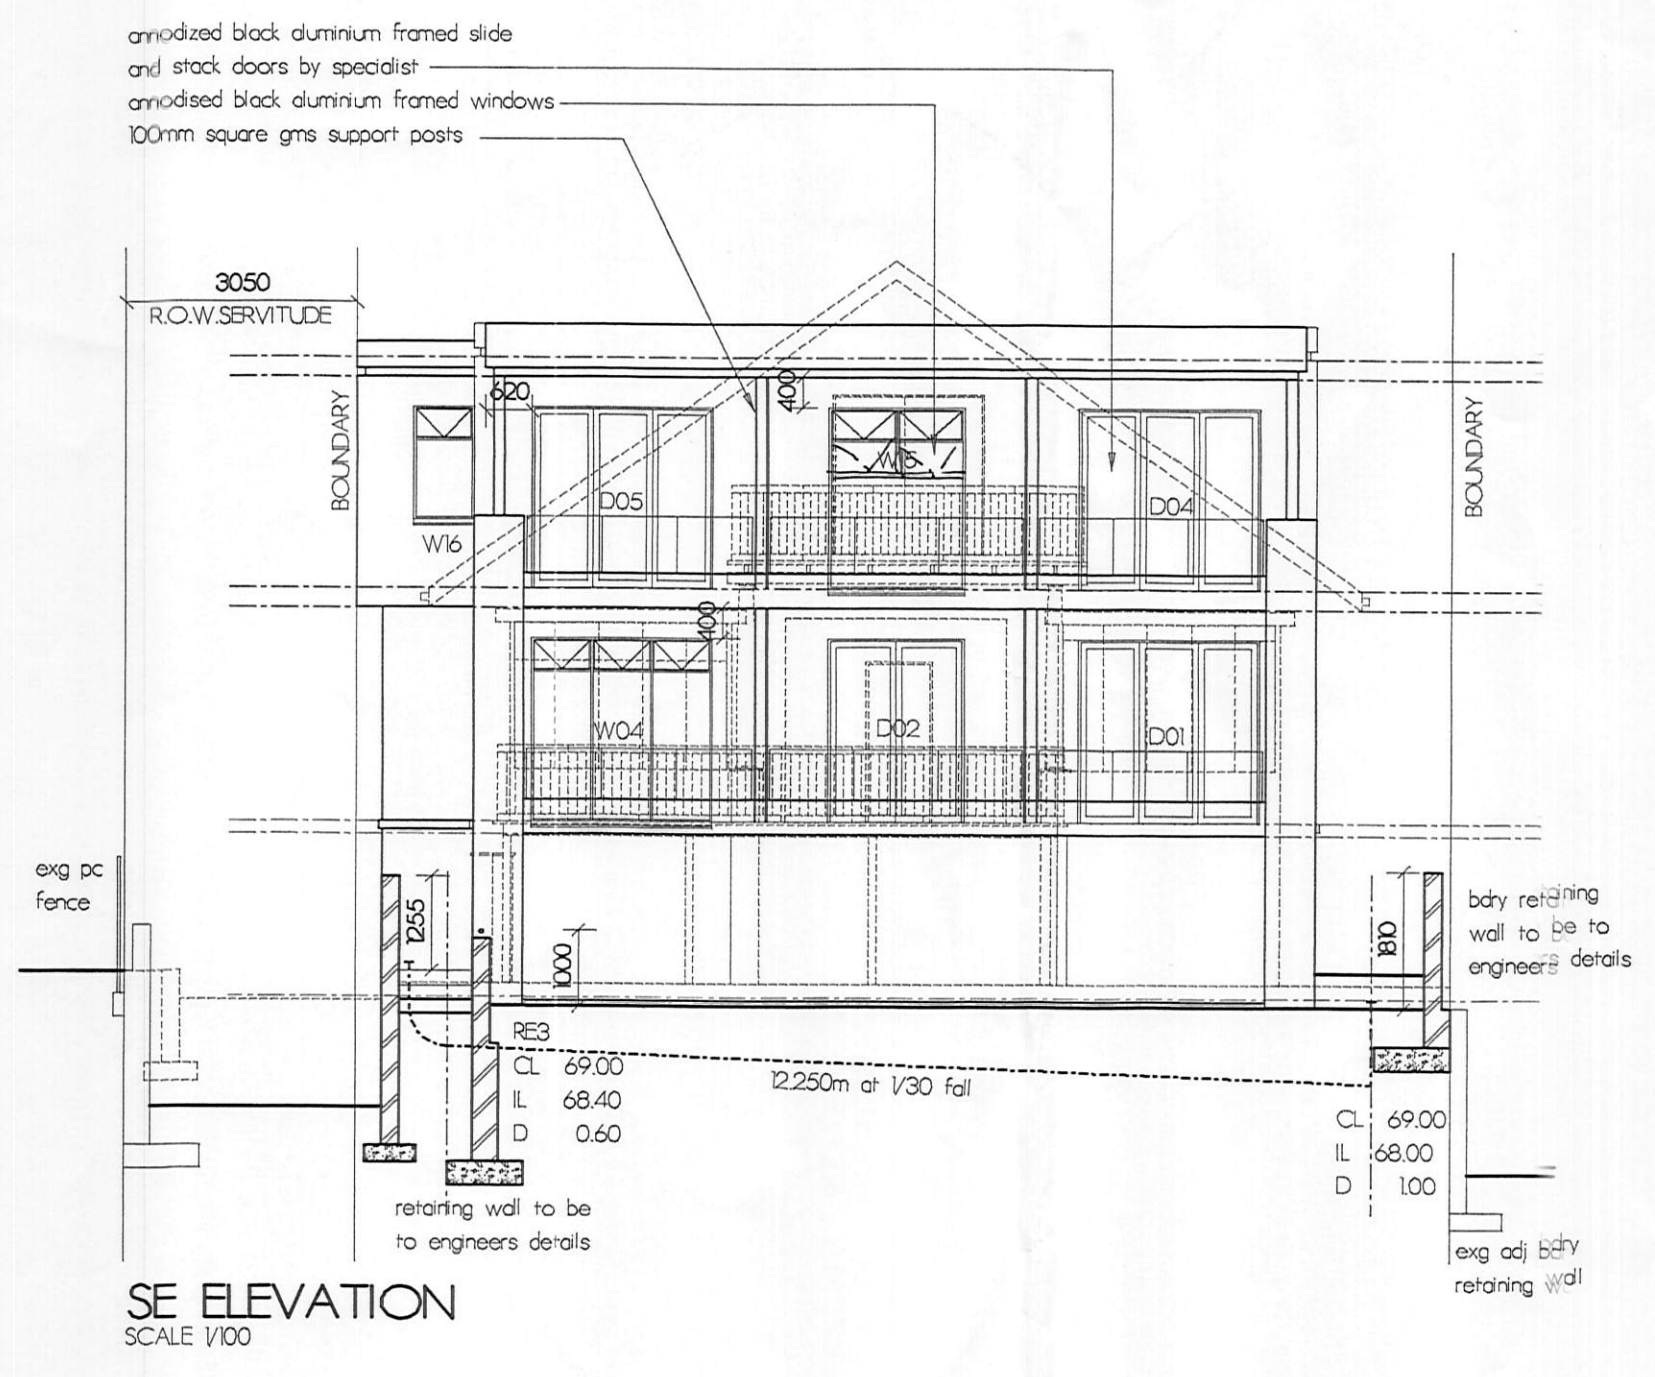 annodized black aluminium framed slide
and stack doors by specialist
annodised black aluminium framed windows
100mm square gms support posts
3050
R.O.W.SERVITUDE
BOUNDARY
620
400
W15
D05
D04
W16
BOUNDARY
400
W04
D02
D01
exg pc
fence
1255
1000
1810
bdry retaining
wall to be to
engineers details
RE3
CL 69.00
IL 68.40
D 0.60
12.250m at 1/30 fall
CL 69.00
IL 68.00
D 1.00
retaining wall to be
to engineers details
exg adj bdry
retaining wall
SE ELEVATION
SCALE 1/100